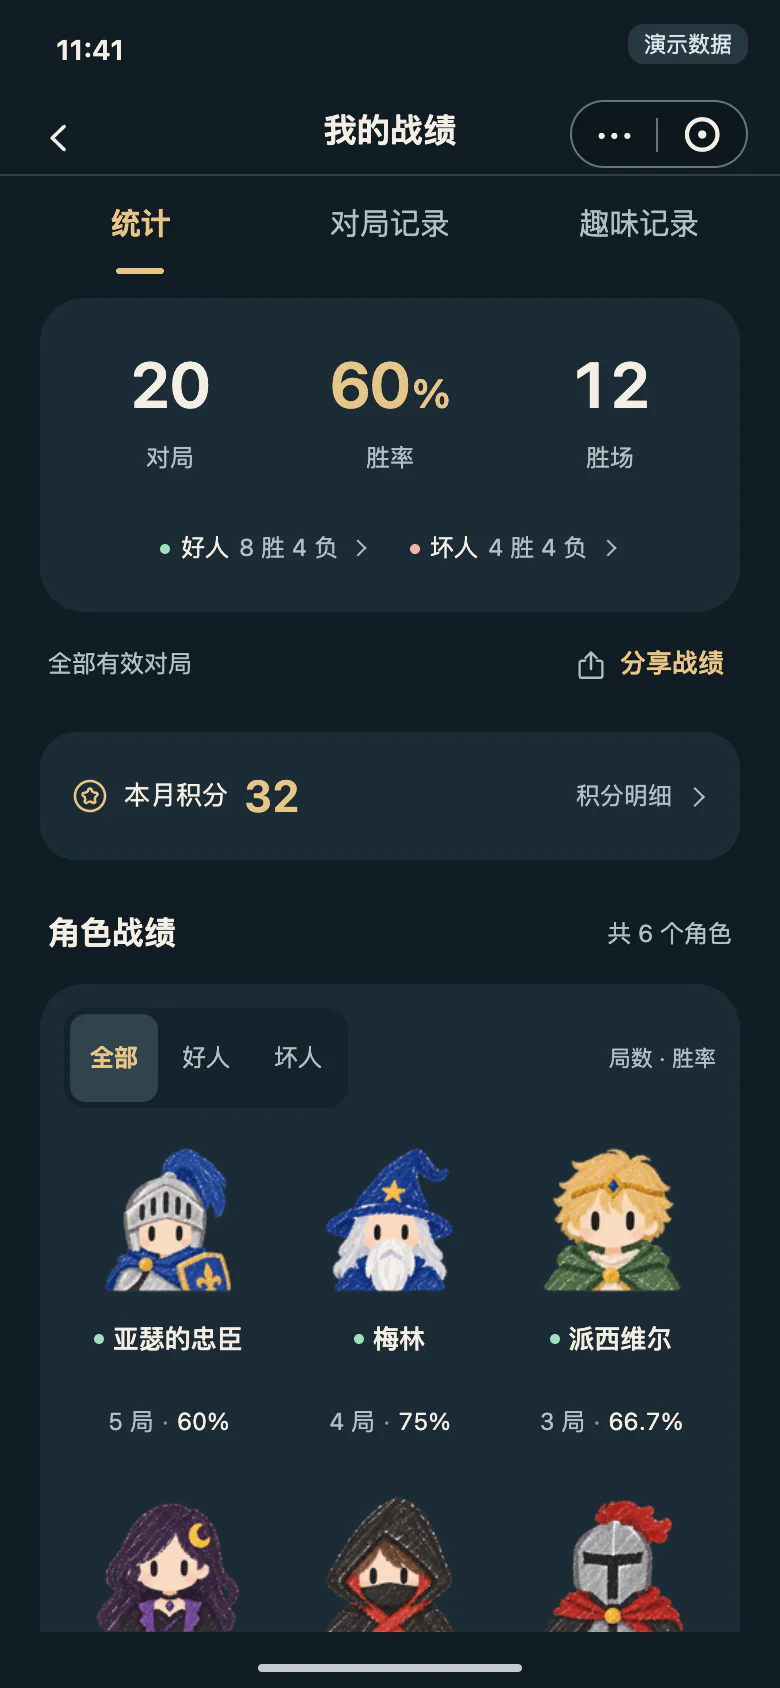 11:41
演示数据
我的战绩
统计
对局记录
趣味记录
20
60%
12
对局
胜率
胜场
好人 8 胜 4 负
坏人 4 胜 4 负
全部有效对局
分享战绩
本月积分 32
积分明细
角色战绩
共 6 个角色
全部
好人
坏人
局数 · 胜率
亚瑟的忠臣
梅林
派西维尔
5 局 · 60%
4 局 · 75%
3 局 · 66.7%